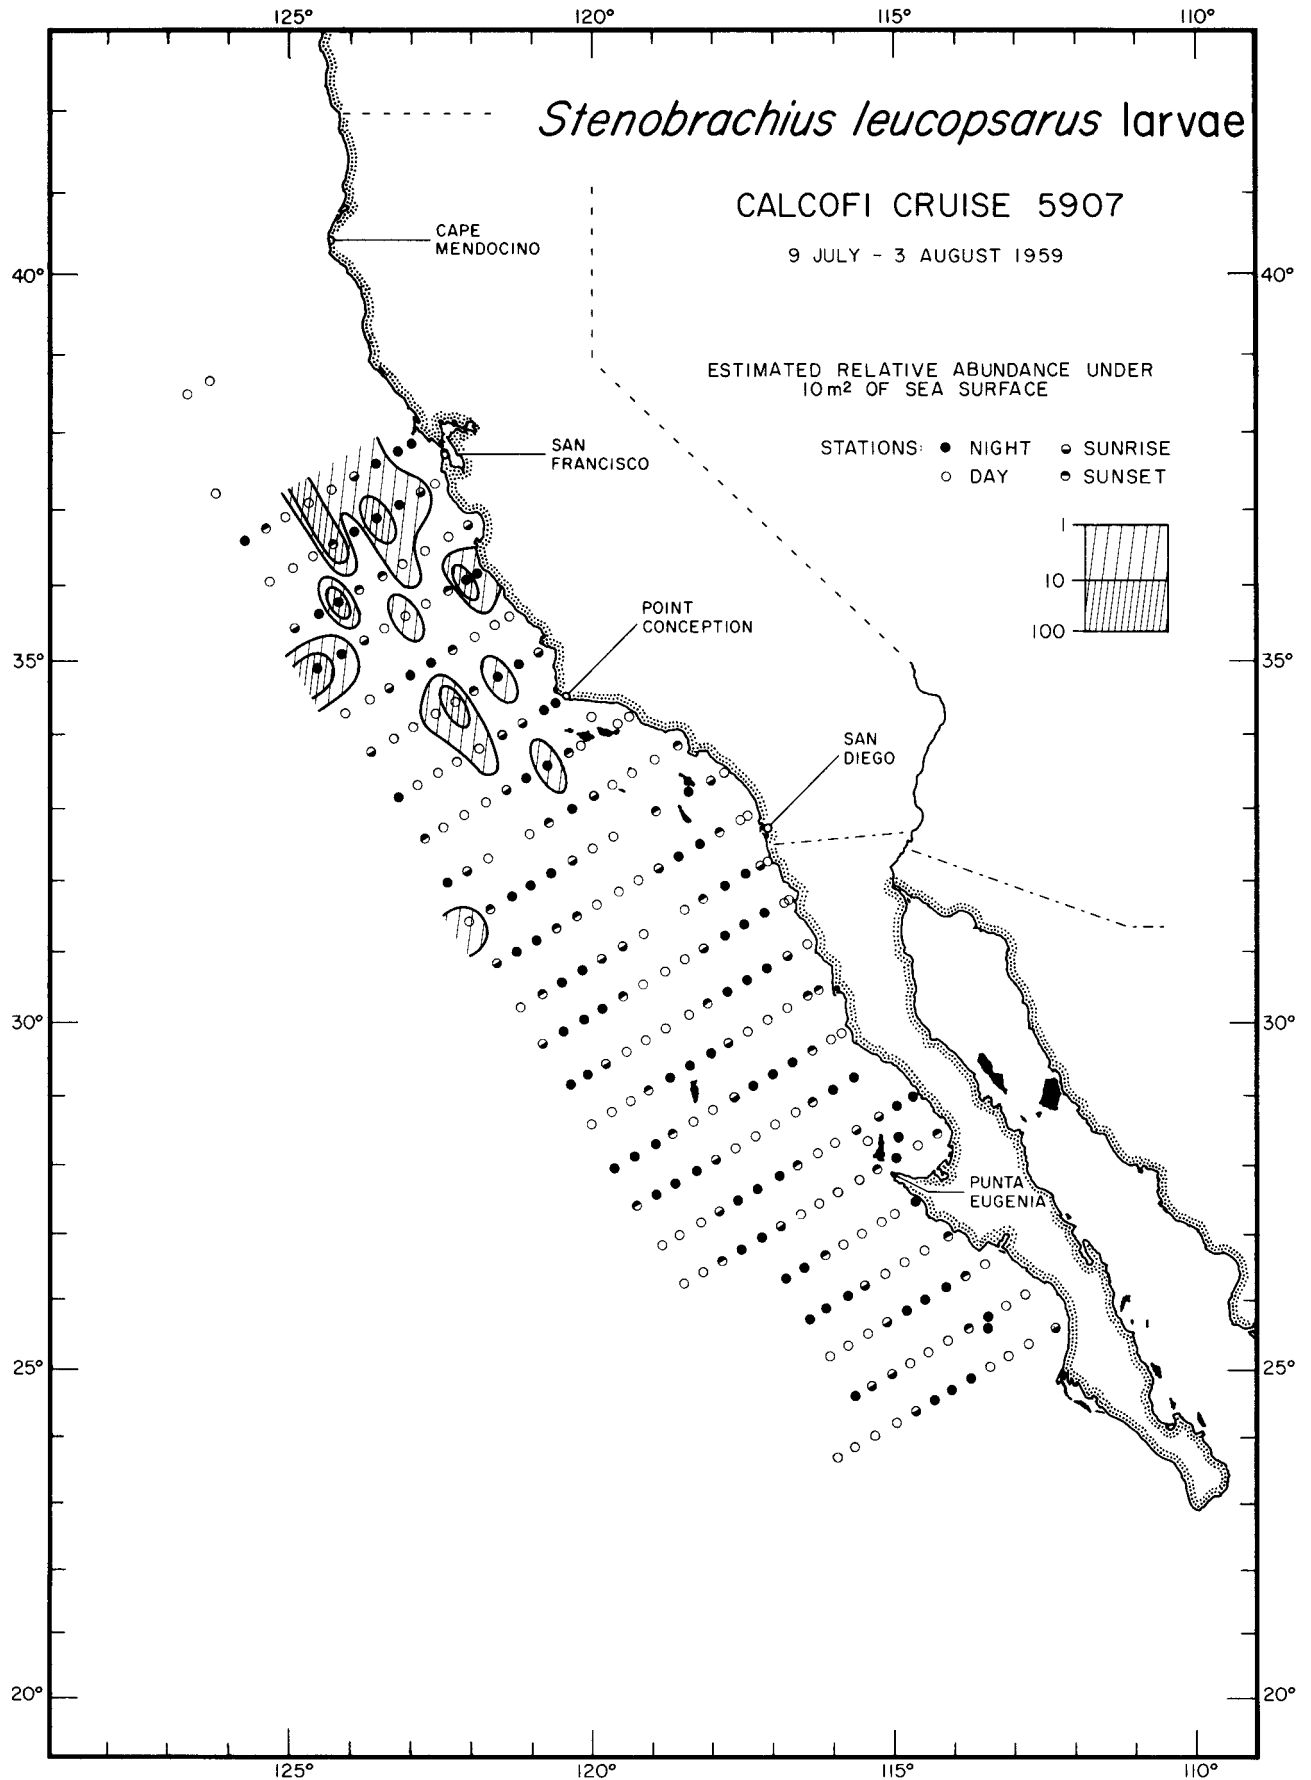 125° 120° 115° 110°
Stenobrachius leucopsarus larvae
CALCOFI CRUISE 5907
9 JULY – 3 AUGUST 1959
CAPE
MENDOCINO
40° 40°
ESTIMATED RELATIVE ABUNDANCE UNDER
10 m² OF SEA SURFACE
STATIONS: ● NIGHT ◒ SUNRISE
○ DAY ◓ SUNSET
SAN
FRANCISCO
1
10
100
POINT
CONCEPTION
35° 35°
SAN
DIEGO
30° 30°
PUNTA
EUGENIA
25° 25°
20° 20°
125° 120° 115° 110°